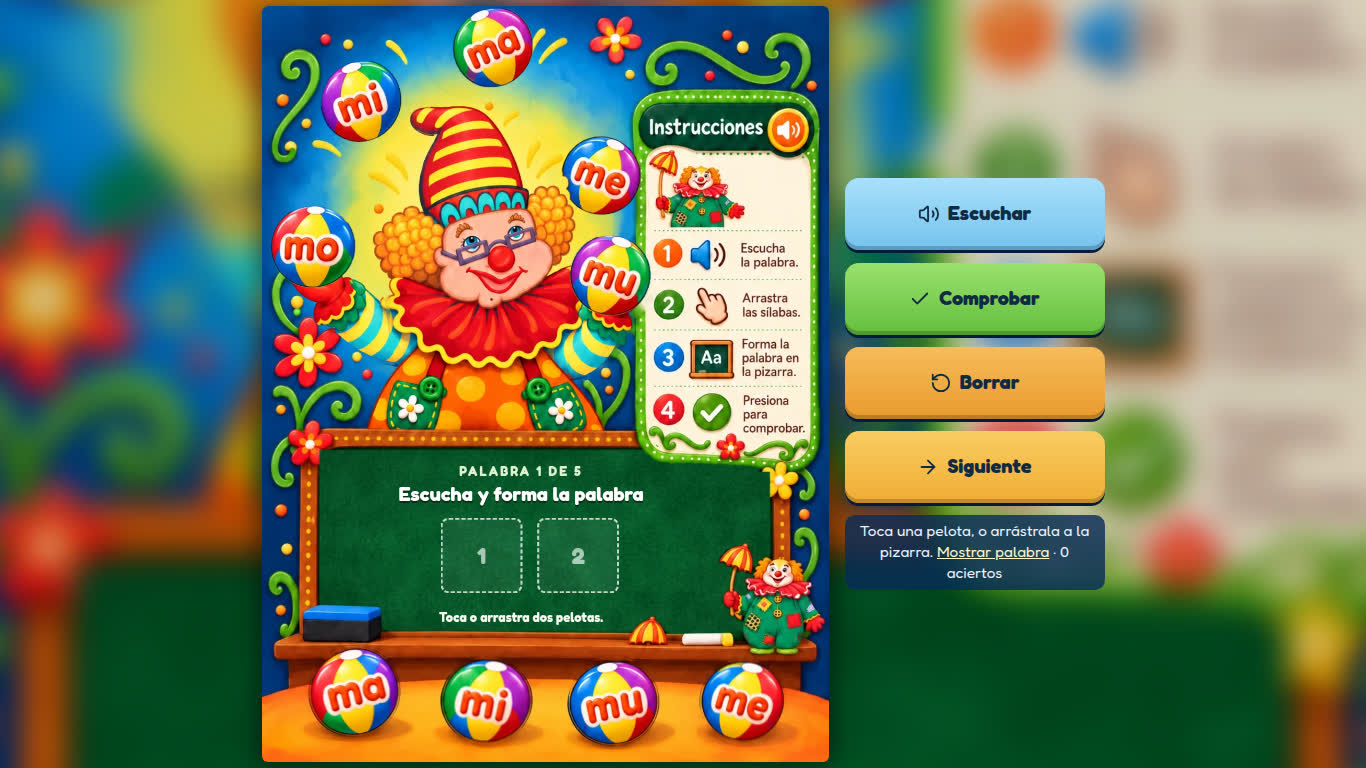 ma
mi
me
mo
mu
Instrucciones
1 Escucha
la palabra.
2 Arrastra
las sílabas.
3 Aa Forma la
palabra en
la pizarra.
4 Presiona
para
comprobar.
PALABRA 1 DE 5
Escucha y forma la palabra
1 2
Toca o arrastra dos pelotas.
ma mi mu me
Escuchar
Comprobar
Borrar
Siguiente
Toca una pelota, o arrástrala a la
pizarra. Mostrar palabra · 0
aciertos